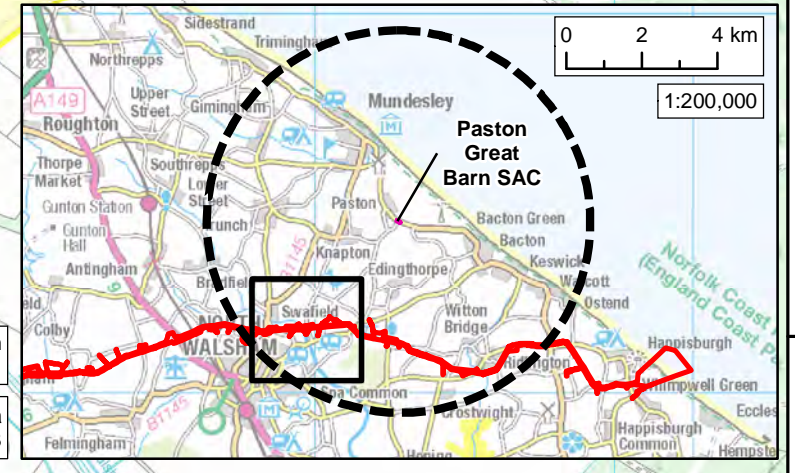 Sidestrand
Trimingham
0 2 4 km
1:200,000
Northrepps
A149
Upper
Street
Gimingham
Mundesley
Roughton
Paston
Great
Barn SAC
Thorpe
Market
Southrepps
Lower
Street
Gunton Station
Gunton
Hall
Trunch
Paston
Bacton Green
Bacton
Knapton
B1145
Antingham
Edingthorpe
Keswick
Walcott
Ostend
Norfolk Coast
(England Coast Pa
Bradfield
Swafield
Witton
Bridge
Colby
NORTH
WALSHAM
Ridlington
Happisburgh
Whimpwell Green
Spa Common
Crostwight
B1145
Eccles
Happisburgh
Common
Felmingham
Honing
Hempste